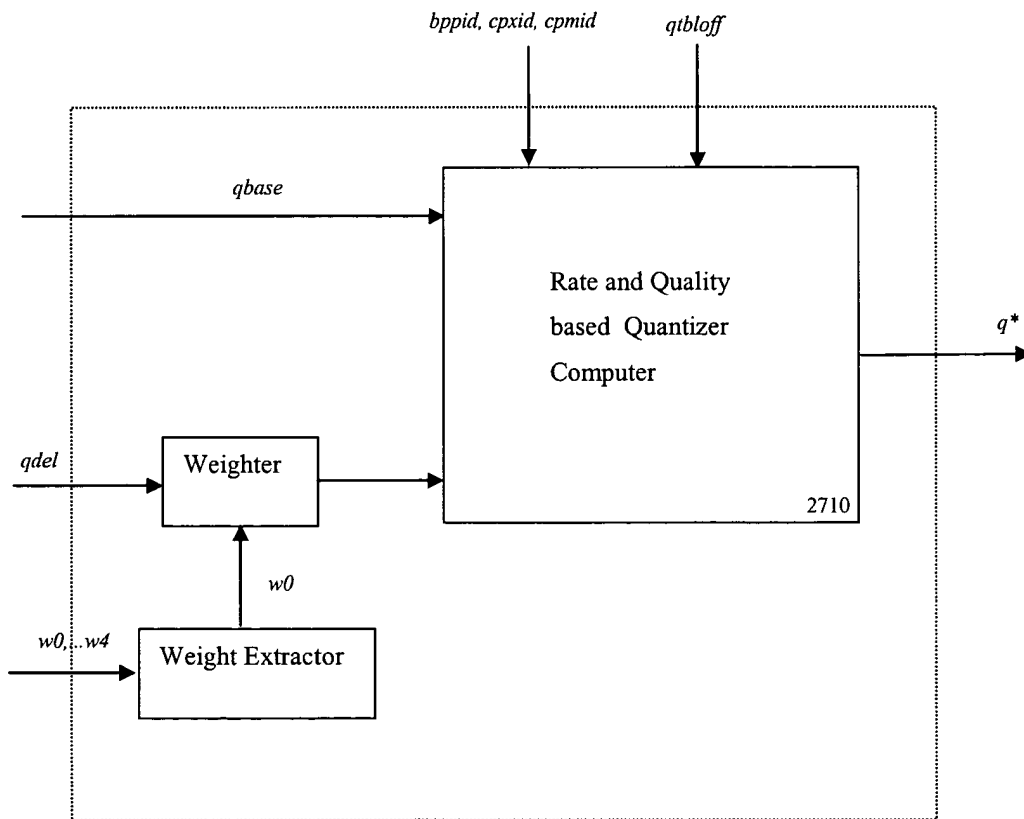 bppid, cpxid, cpmid
qtbloff
qbase
Rate and Quality
based Quantizer
Computer
q*
qdel
Weighter
2710
w0
w0,...w4
Weight Extractor